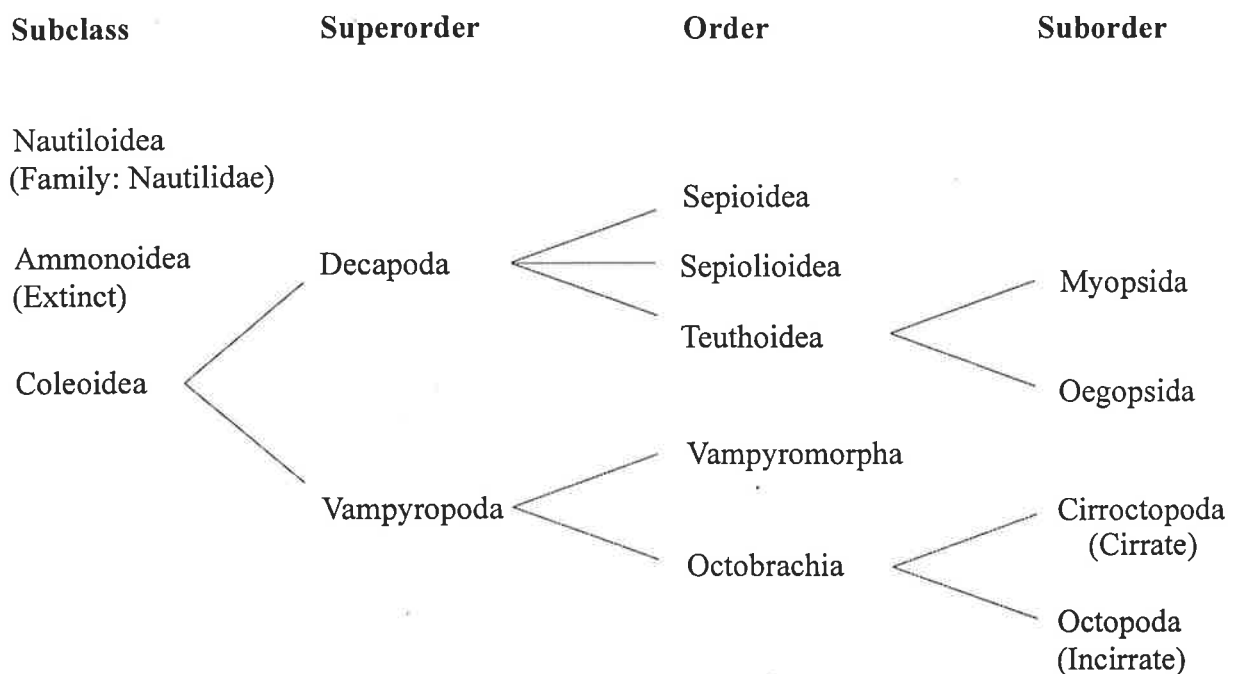 Subclass Superorder Order Suborder
Nautiloidea
(Family: Nautilidae)
Sepioidea
Ammonoidea Decapoda
(Extinct)
Sepiolioidea
Myopsida
Teuthoidea
Coleoidea
Oegopsida
Vampyromorpha
Vampyropoda
Cirroctopoda
(Cirrate)
Octobrachia
Octopoda
(Incirrate)